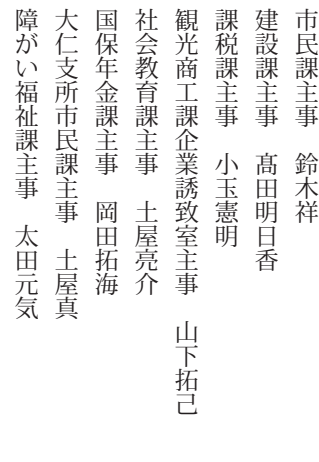 市民課主事　鈴木祥
建設課主事　髙田明日香
課税課主事　小玉憲明
観光商工課企業誘致室主事　山下拓己
社会教育課主事　土屋亮介
国保年金課主事　岡田拓海
大仁支所市民課主事　土屋真
障がい福祉課主事　太田元気